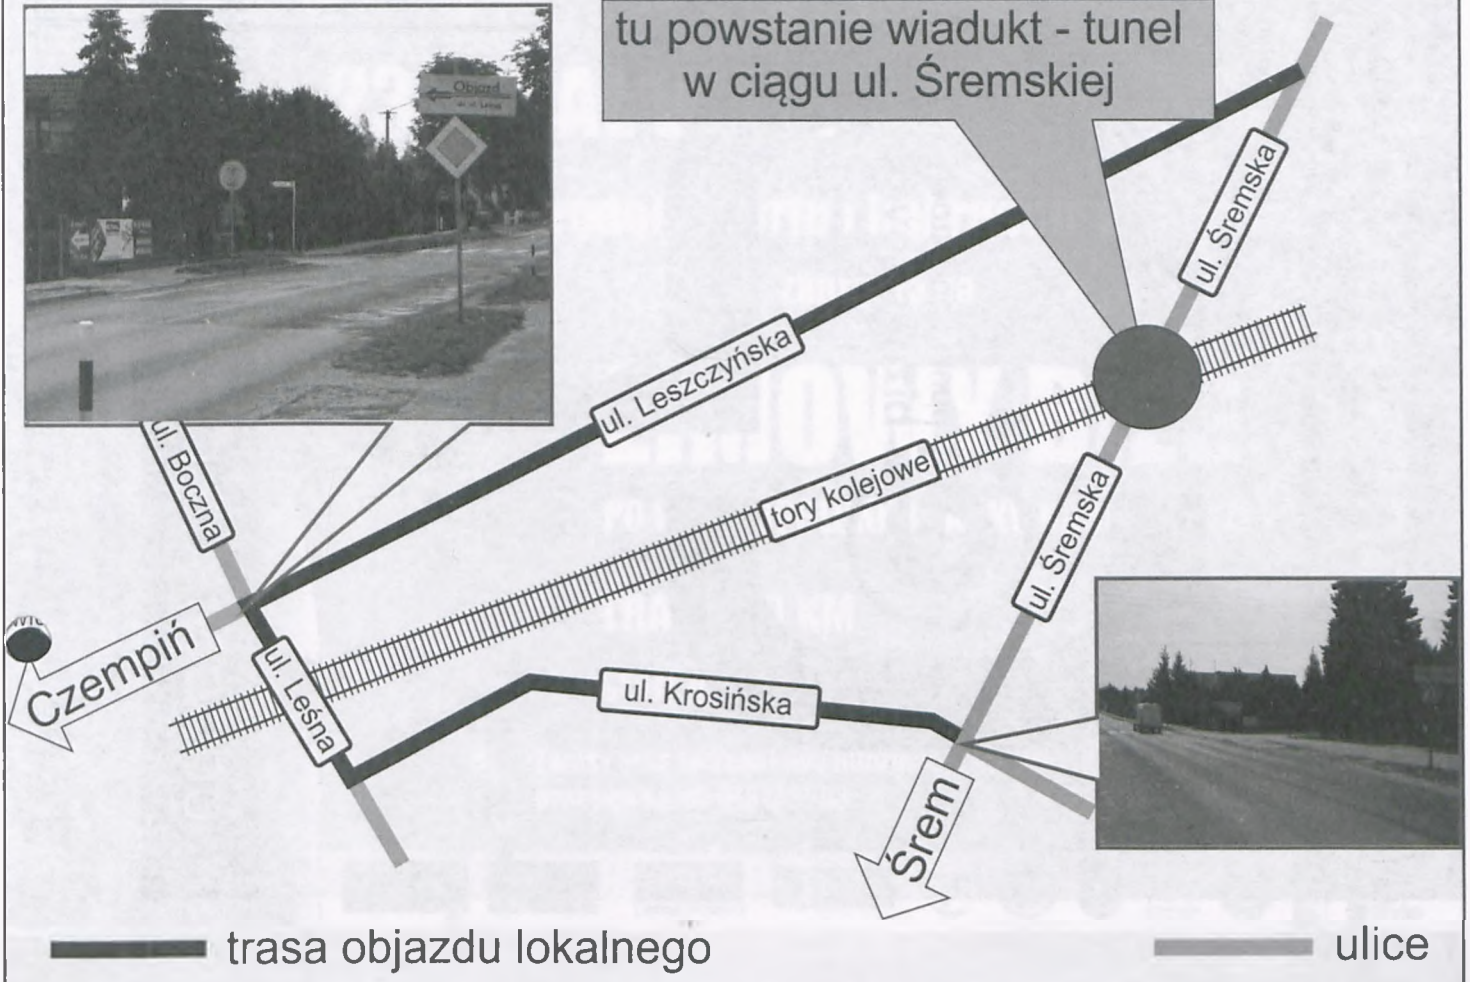 tu powstanie wiadukt - tunel
w ciągu ul. Śremskiej
Objazd
ul. Śremska
ul. Leszczyńska
ul. Boczna
tory kolejowe
ul. Śremska
Czempiń
ul. Leśna
ul. Krosińska
Śrem
trasa objazdu lokalnego
ulice